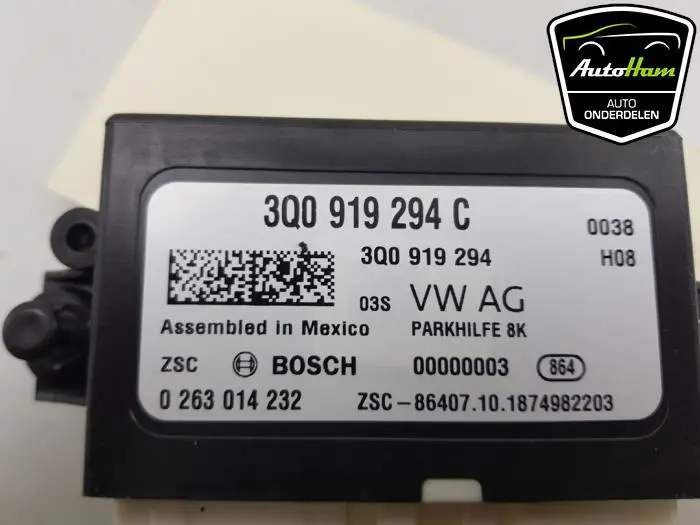 AutoHam
AUTO
ONDERDELEN
3Q0 919 294 C
0038
3Q0 919 294
H08
03S VW AG
Assembled in Mexico
PARKHILFE 8K
ZSC BOSCH 00000003 864
0 263 014 232
ZSC-86407.10.1874982203